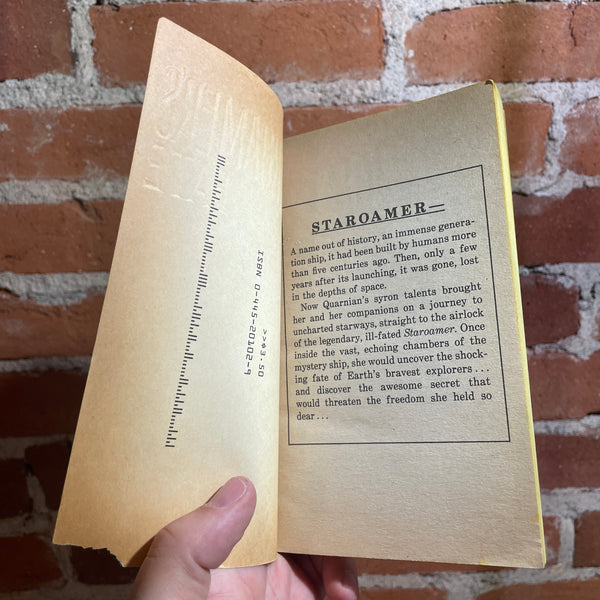 >>$3.50
ISBN 0-445-20102-9
STAROAMER—
A name out of history, an immense genera-
tion ship, it had been built by humans more
than five centuries ago. Then, only a few
years after its launching, it was gone, lost
in the depths of space.
Now Quarnian's syron talents brought
her and her companions on a journey to
uncharted starways, straight to the airlock
of the legendary, ill-fated Staroamer. Once
inside the vast, echoing chambers of the
mystery ship, she would uncover the shock-
ing fate of Earth's bravest explorers . . .
and discover the awesome secret that
would threaten the freedom she held so
dear . . .